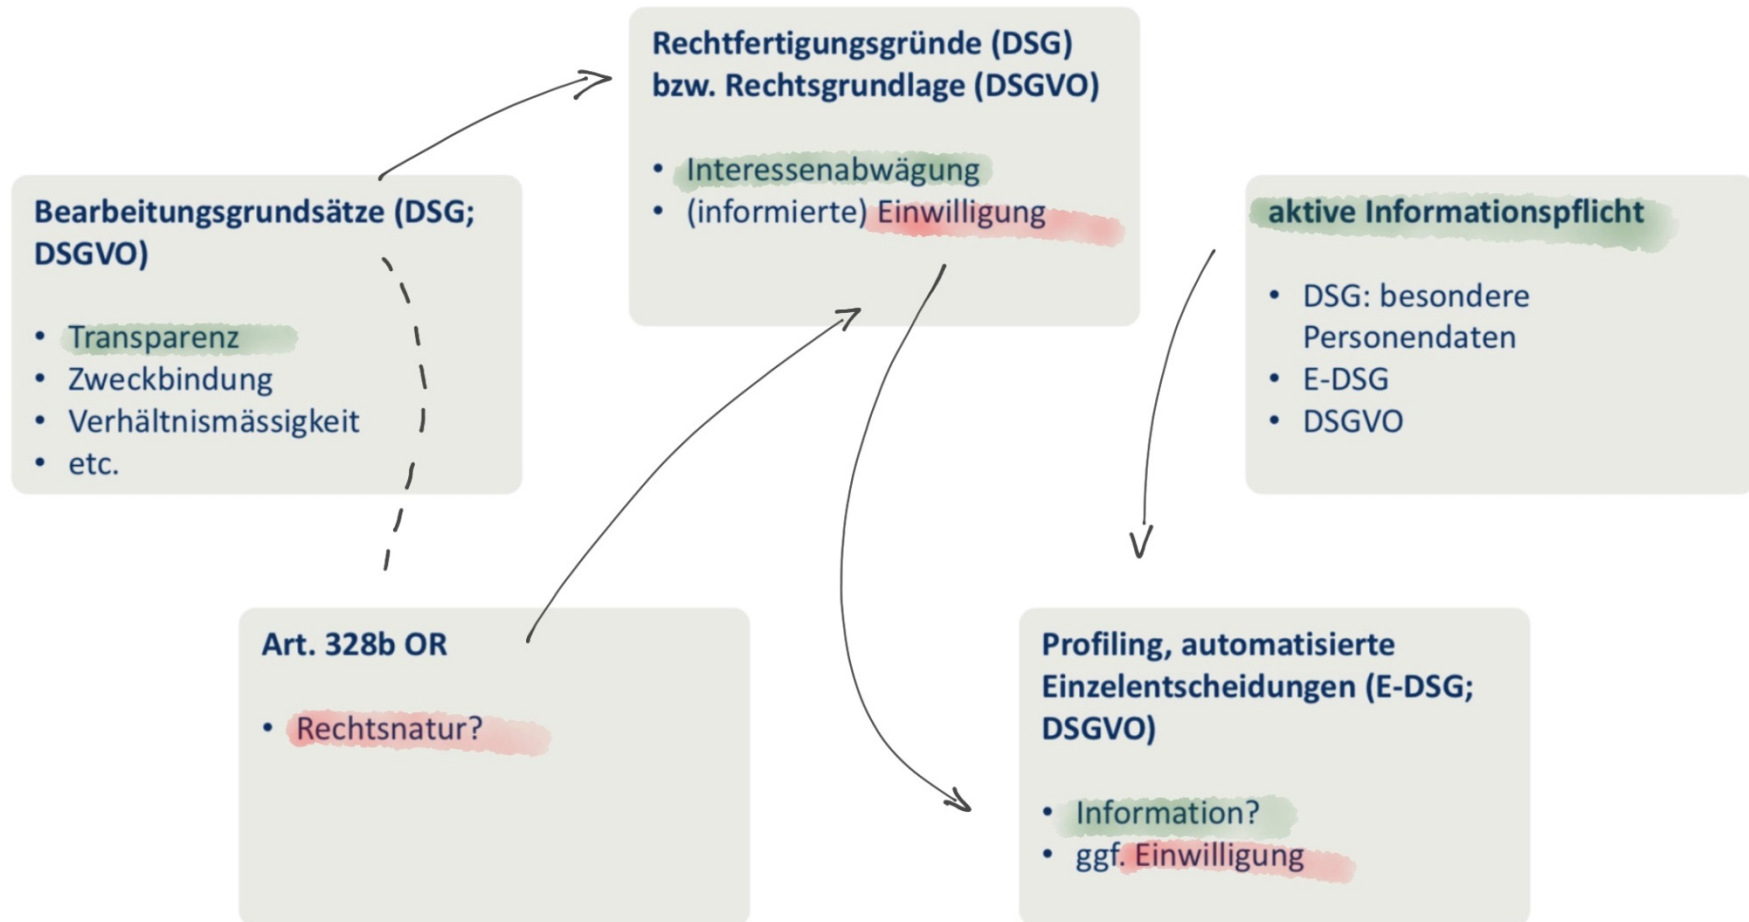 Rechtfertigungsgründe (DSG)
bzw. Rechtsgrundlage (DSGVO)
• Interessenabwägung
• (informierte) Einwilligung
Bearbeitungsgrundsätze (DSG;
DSGVO)
• Transparenz
• Zweckbindung
• Verhältnismässigkeit
• etc.
aktive Informationspflicht
• DSG: besondere
Personendaten
• E-DSG
• DSGVO
Art. 328b OR
• Rechtsnatur?
Profiling, automatisierte
Einzelentscheidungen (E-DSG;
DSGVO)
• Information?
• ggf. Einwilligung